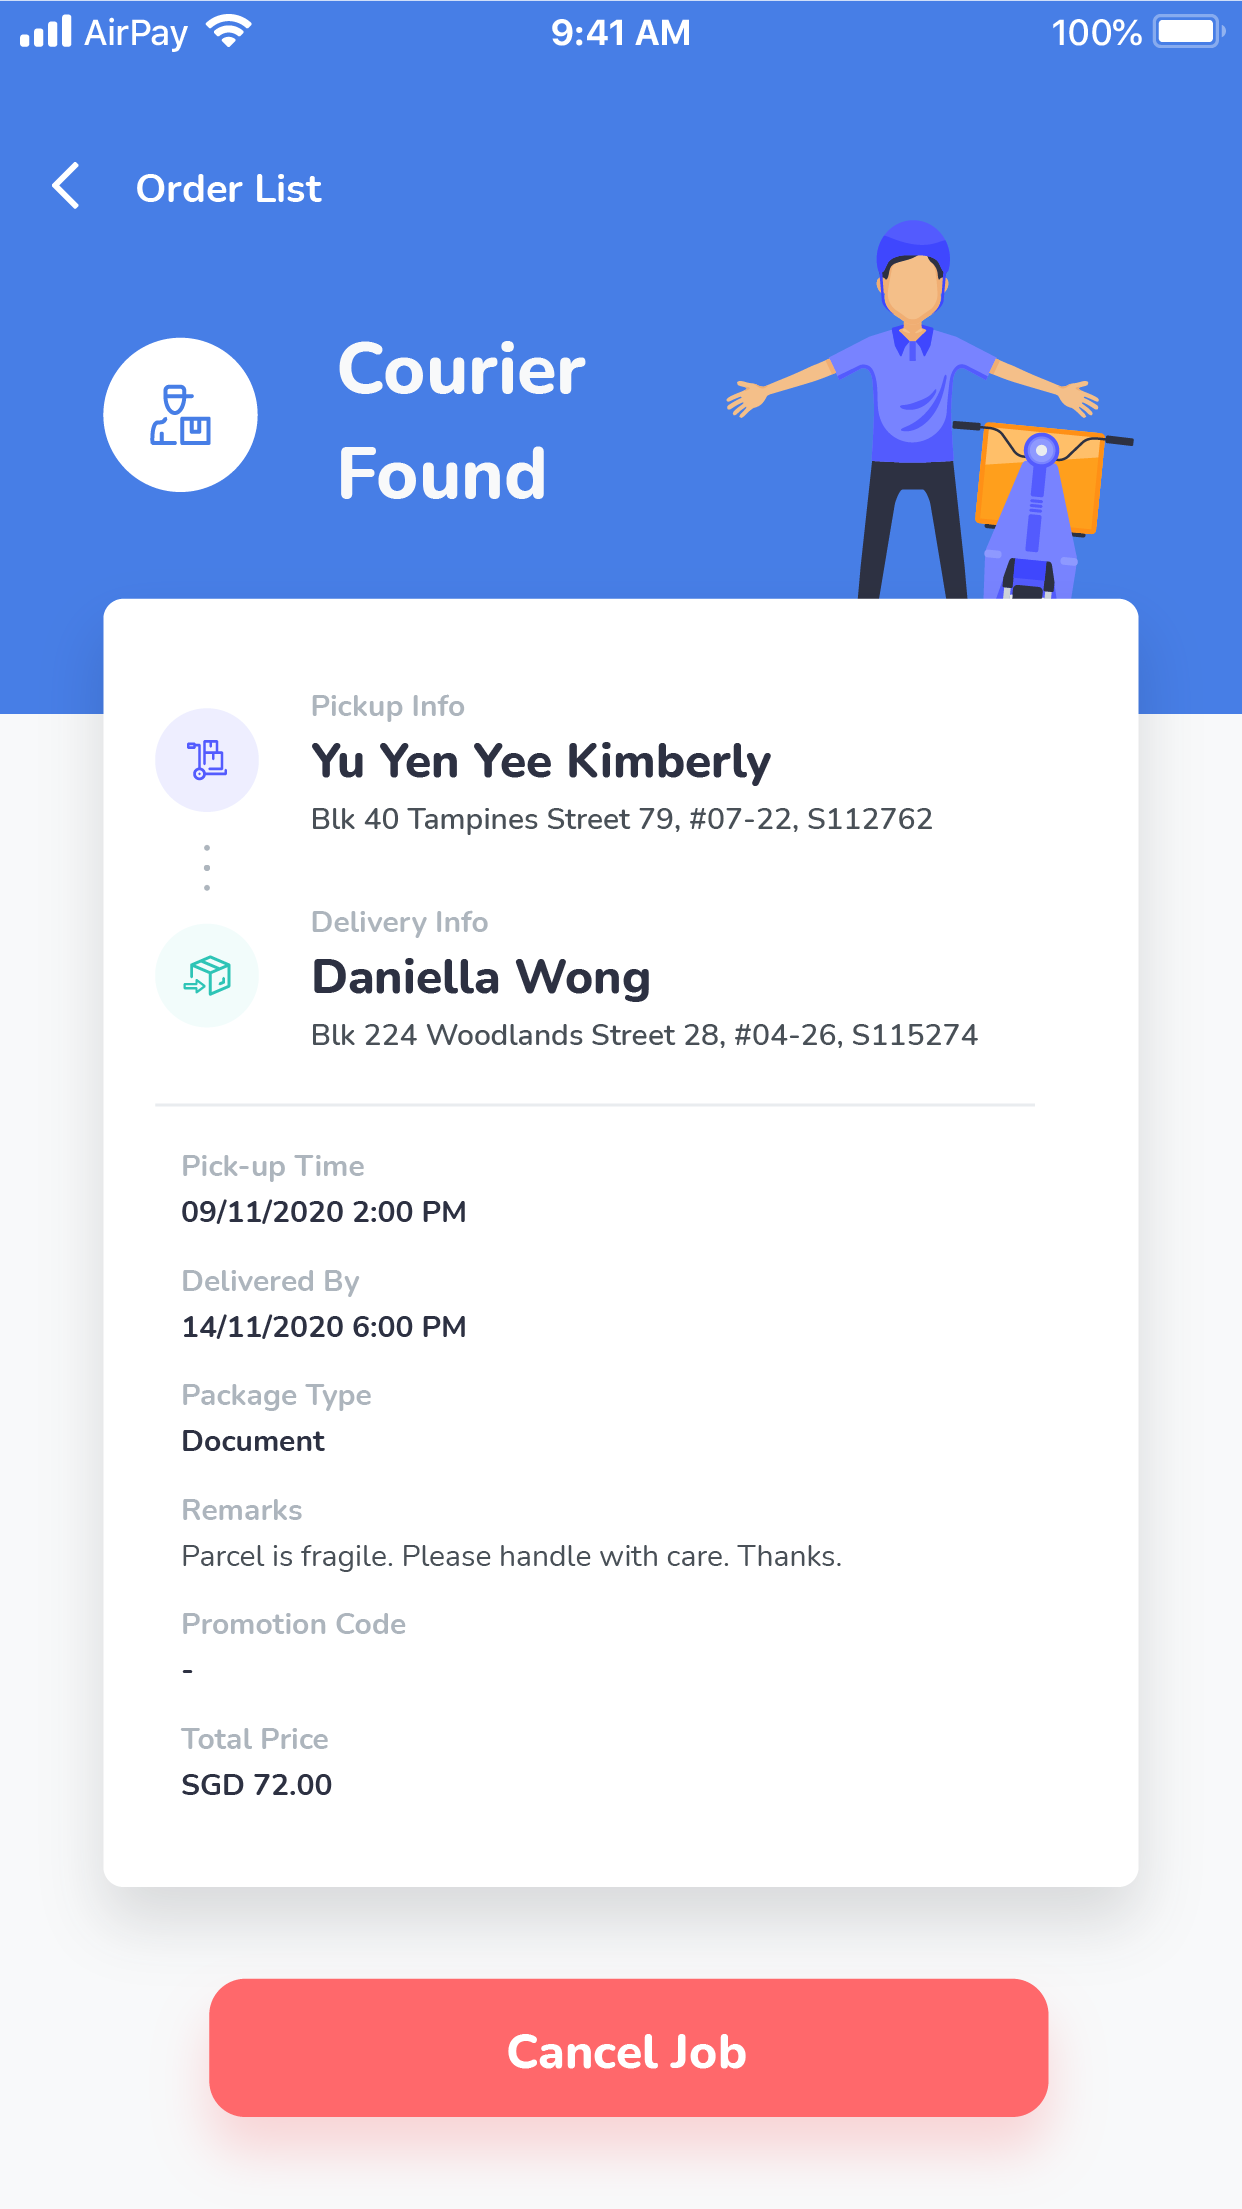 AirPay 9:41 AM 100%
Order List
Courier
Found
Pickup Info
Yu Yen Yee Kimberly
Blk 40 Tampines Street 79, #07-22, S112762
Delivery Info
Daniella Wong
Blk 224 Woodlands Street 28, #04-26, S115274
Pick-up Time
09/11/2020 2:00 PM
Delivered By
14/11/2020 6:00 PM
Package Type
Document
Remarks
Parcel is fragile. Please handle with care. Thanks.
Promotion Code
-
Total Price
SGD 72.00
Cancel Job